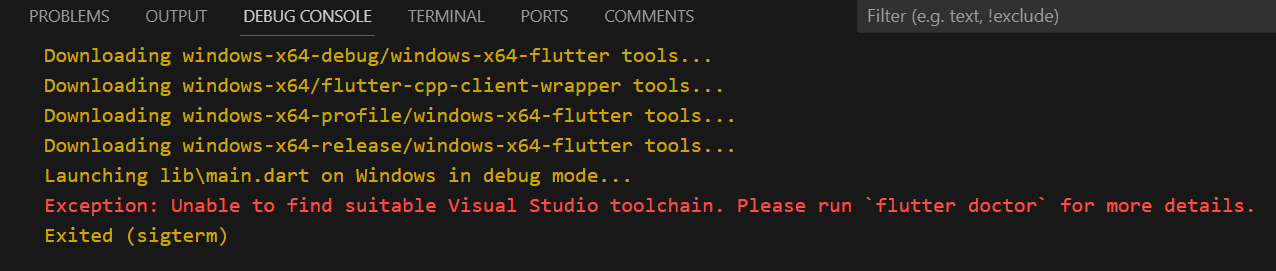 PROBLEMS OUTPUT DEBUG CONSOLE TERMINAL PORTS COMMENTS Filter (e.g. text, !exclude)
Downloading windows-x64-debug/windows-x64-flutter tools...
Downloading windows-x64/flutter-cpp-client-wrapper tools...
Downloading windows-x64-profile/windows-x64-flutter tools...
Downloading windows-x64-release/windows-x64-flutter tools...
Launching lib\main.dart on Windows in debug mode...
Exception: Unable to find suitable Visual Studio toolchain. Please run `flutter doctor` for more details.
Exited (sigterm)